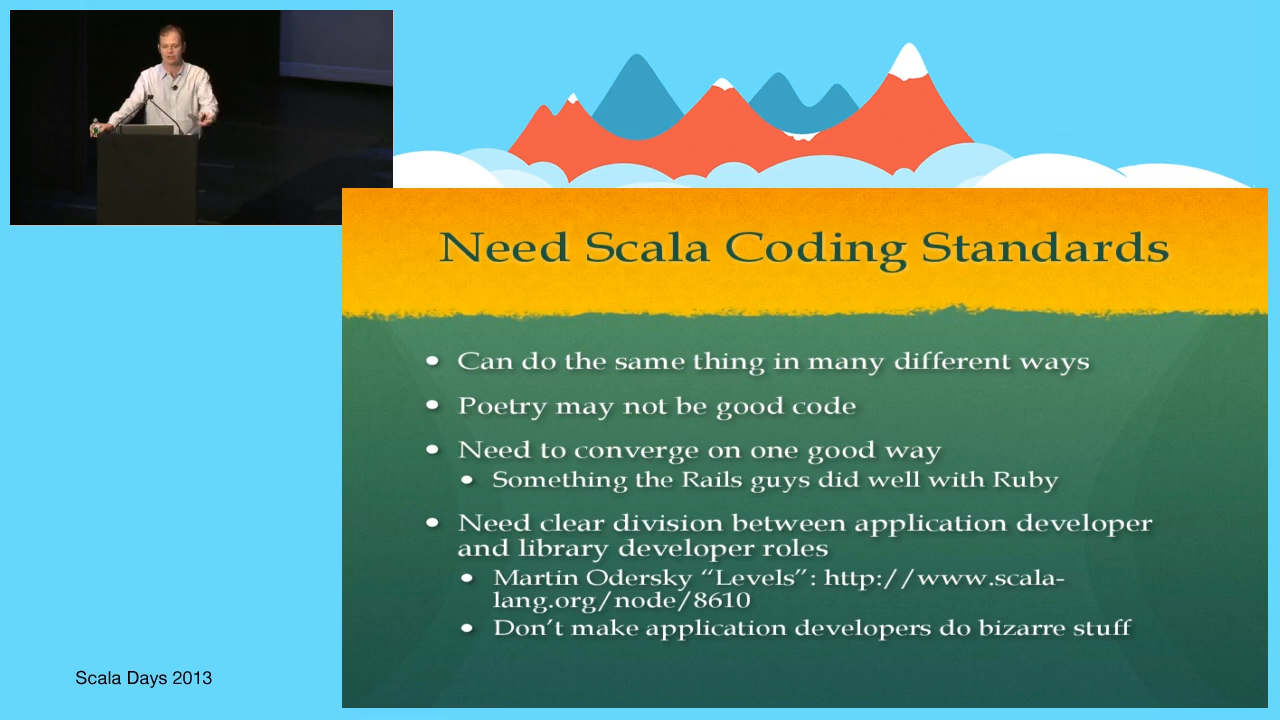 Need Scala Coding Standards
• Can do the same thing in many different ways
• Poetry may not be good code
• Need to converge on one good way
• Something the Rails guys did well with Ruby
• Need clear division between application developer
and library developer roles
• Martin Odersky “Levels”: http://www.scala-
lang.org/node/8610
• Don’t make application developers do bizarre stuff
Scala Days 2013